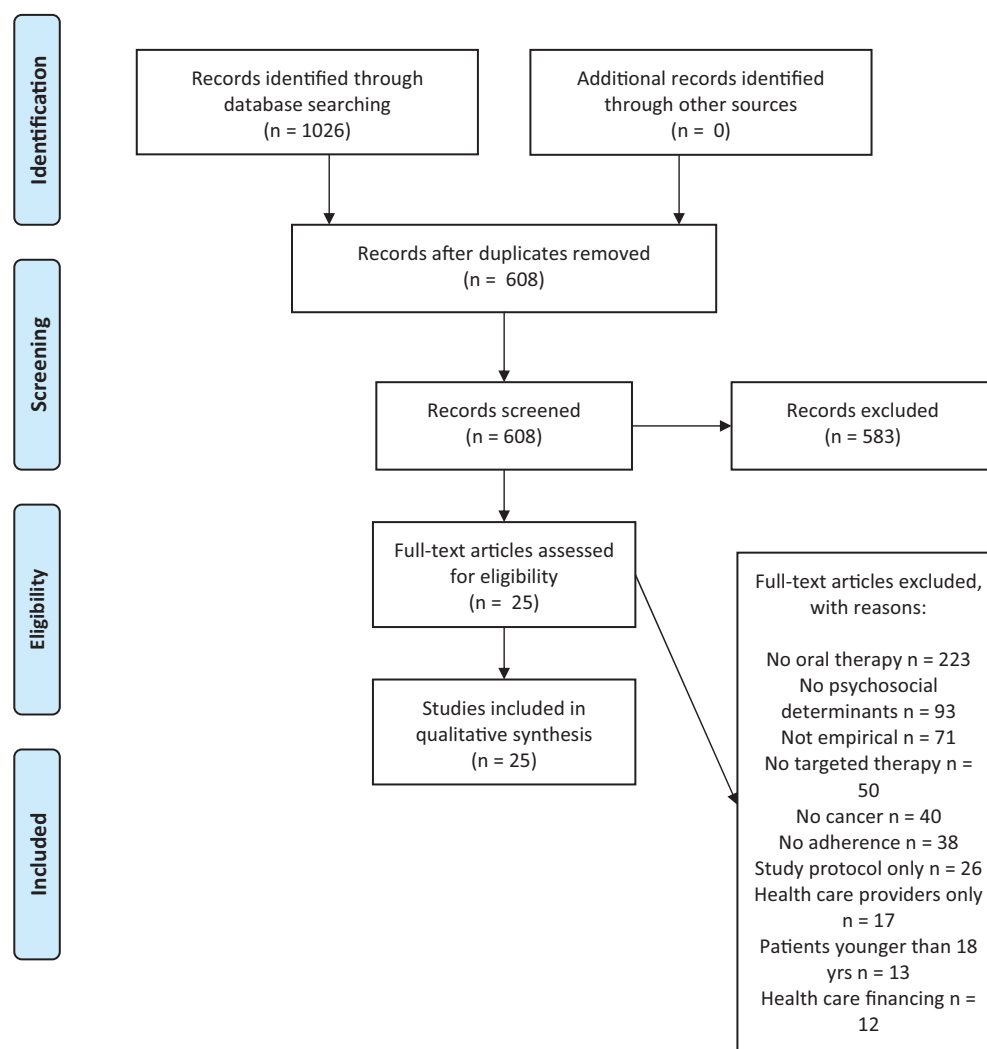 Identification
Records identified through
database searching
(n = 1026)
Additional records identified
through other sources
(n = 0)
Records after duplicates removed
(n = 608)
Screening
Records screened
(n = 608)
Records excluded
(n = 583)
Eligibility
Full-text articles assessed
for eligibility
(n = 25)
Full-text articles excluded,
with reasons:
No oral therapy n = 223
No psychosocial
determinants n = 93
Not empirical n = 71
No targeted therapy n =
50
No cancer n = 40
No adherence n = 38
Study protocol only n = 26
Health care providers only
n = 17
Patients younger than 18
yrs n = 13
Health care financing n =
12
Included
Studies included in
qualitative synthesis
(n = 25)